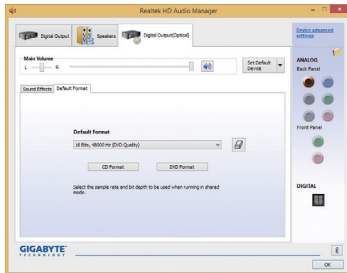 Realtek HD Audio Manager
Digital Output
Speakers
Digital Output(Optical)
Device advanced
settings
Main Volume
L
R
Set Default
Device
ANALOG
Back Panel
Sound Effects
Default Format
Default Format
16 Bits, 48000 Hz (DVD Quality)
CD Format
DVD Format
Select the sample rate and bit depth to be used when running in shared
mode.
Front Panel
DIGITAL
GIGABYTE
TECHNOLOGY
OK